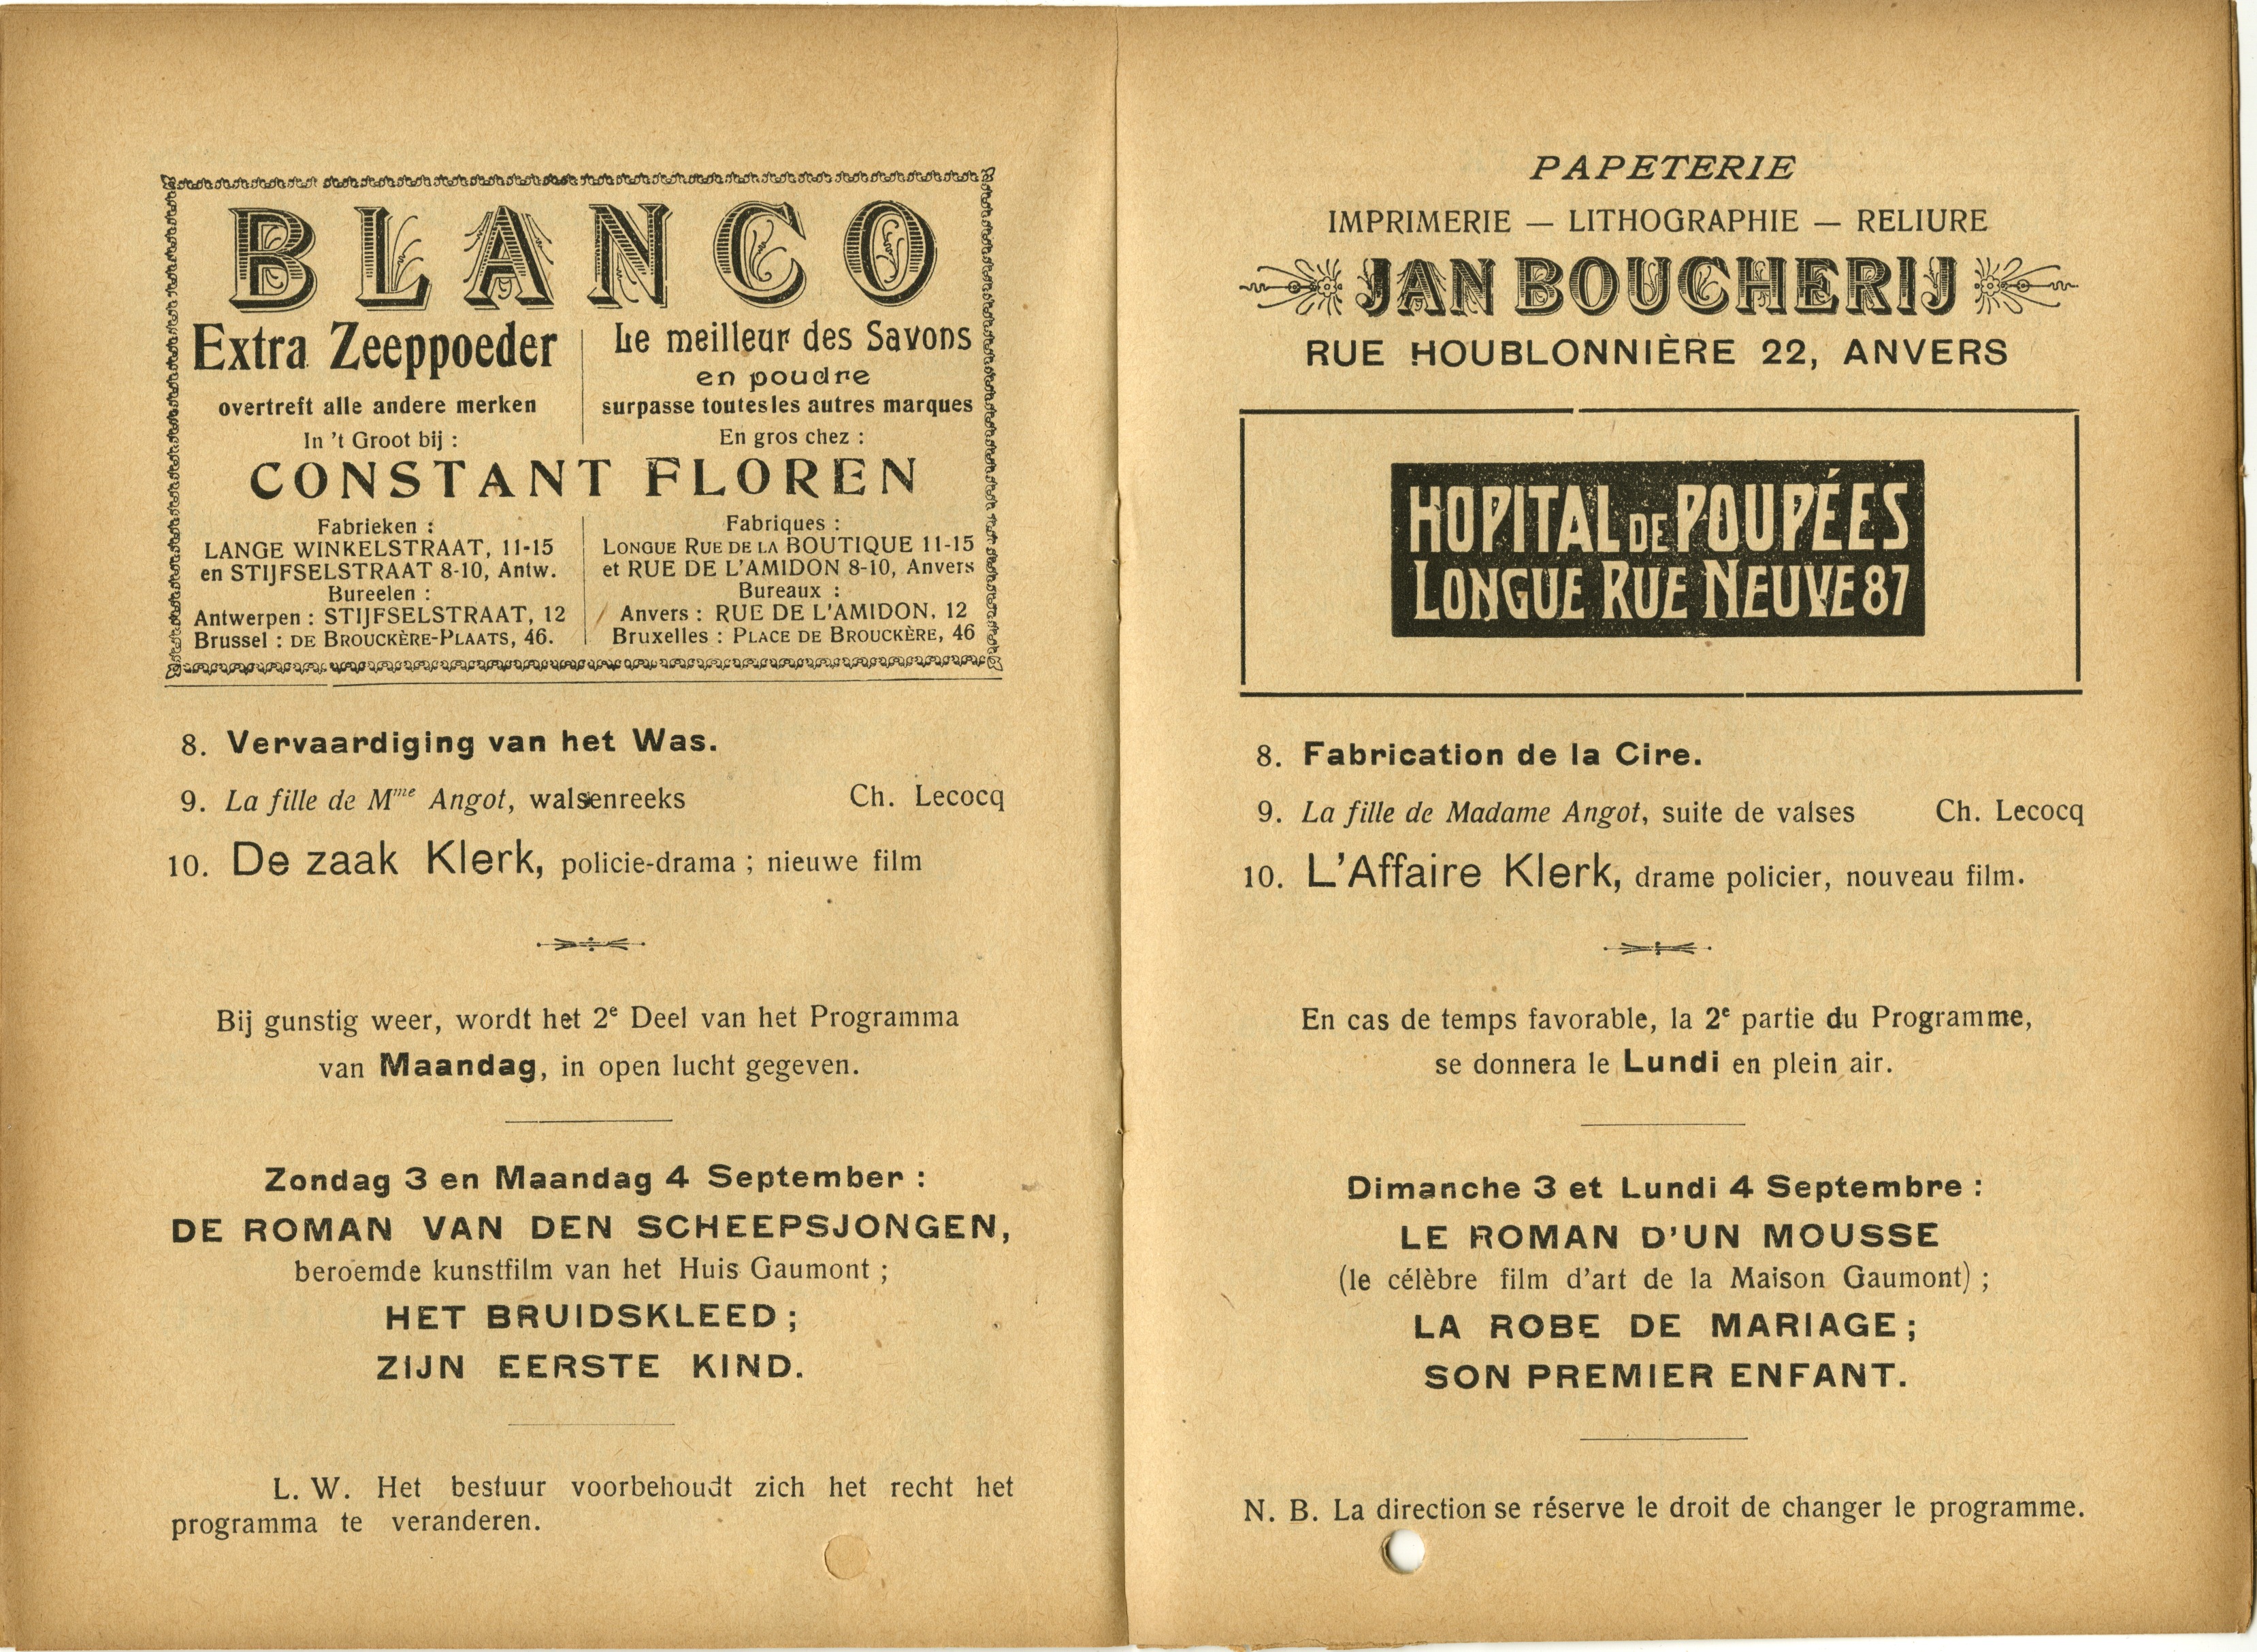 BLANCO
Extra Zeeppoeder
overtreft alle andere merken
In 't Groot bij :
Le meilleur des Savons
en poudre
surpasse toutes les autres marques
En gros chez :
CONSTANT FLOREN
Fabrieken :
LANGE WINKELSTRAAT, 11-15
en STIJFSELSTRAAT 8-10, Antw.
Bureelen :
Antwerpen : STIJFSELSTRAAT, 12
Brussel : DE BROUCKÈRE-PLAATS, 46.
Fabriques :
LONGUE RUE DE LA BOUTIQUE 11-15
et RUE DE L'AMIDON 8-10, Anvers
Bureaux :
Anvers : RUE DE L'AMIDON, 12
Bruxelles : PLACE DE BROUCKÈRE, 46
8. Vervaardiging van het Was.
9. La fille de Mme Angot, walsenreeks Ch. Lecocq
10. De zaak Klerk, policie-drama ; nieuwe film
Bij gunstig weer, wordt het 2e Deel van het Programma
van Maandag, in open lucht gegeven.
Zondag 3 en Maandag 4 September :
DE ROMAN VAN DEN SCHEEPSJONGEN,
beroemde kunstfilm van het Huis Gaumont ;
HET BRUIDSKLEED ;
ZIJN EERSTE KIND.
L. W. Het bestuur voorbehoudt zich het recht het
programma te veranderen.
PAPETERIE
IMPRIMERIE — LITHOGRAPHIE — RELIURE
JAN BOUCHERIJ
RUE HOUBLONNIÈRE 22, ANVERS
HOPITAL DE POUPÉES
LONGUE RUE NEUVE 87
8. Fabrication de la Cire.
9. La fille de Madame Angot, suite de valses Ch. Lecocq
10. L'Affaire Klerk, drame policier, nouveau film.
En cas de temps favorable, la 2e partie du Programme,
se donnera le Lundi en plein air.
Dimanche 3 et Lundi 4 Septembre :
LE ROMAN D'UN MOUSSE
(le célèbre film d'art de la Maison Gaumont) ;
LA ROBE DE MARIAGE ;
SON PREMIER ENFANT.
N. B. La direction se réserve le droit de changer le programme.